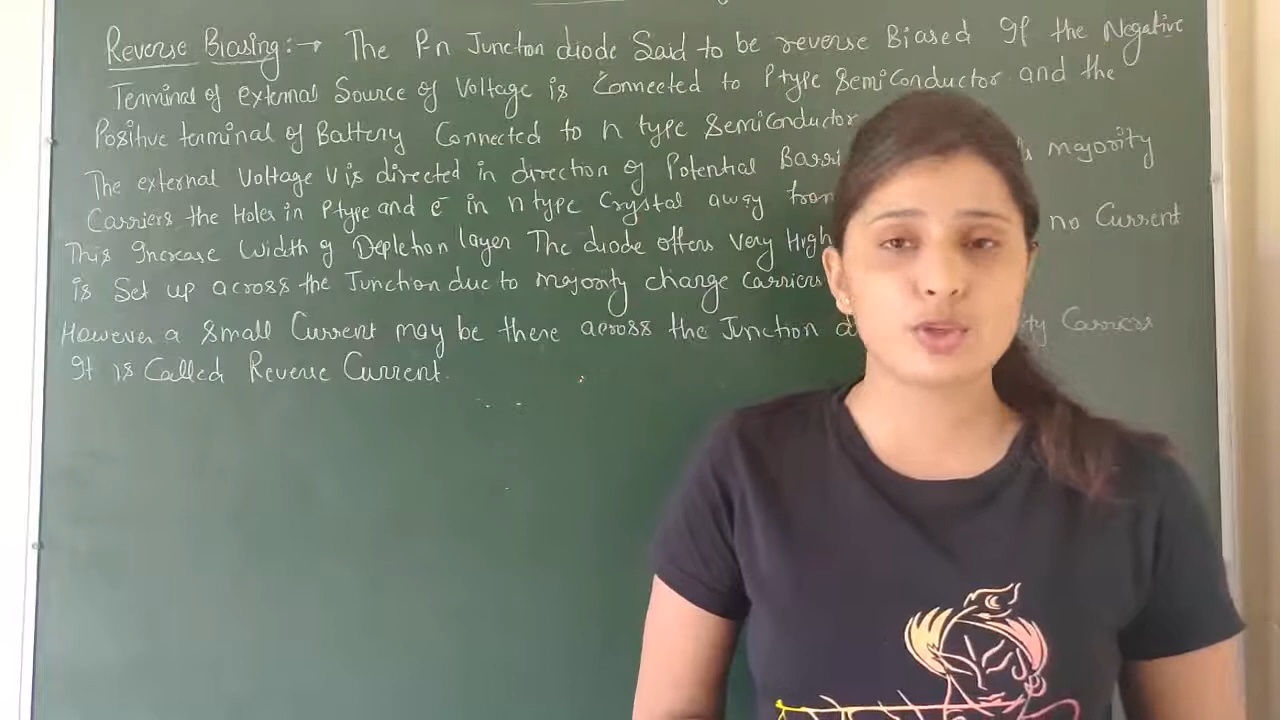 Reverse Biasing:→ The P-n Junction diode Said to be reverse Biased If the Negative
Terminal of external Source of Voltage is Connected to Ptype SemiConductor and the
Positive terminal of Battery Connected to n type SemiConductor
The external Voltage V is directed in direction of Potential Barri majority
Carriers the Holes in Ptype and e- in n type Crystal away from no Current
This Increase Width of Depletion layer The diode offers Very High
is Set up across the Junction due to majority charge Carriers
However a Small Current may be there across the Junction d ity Carriers
It is Called Reverse Current.